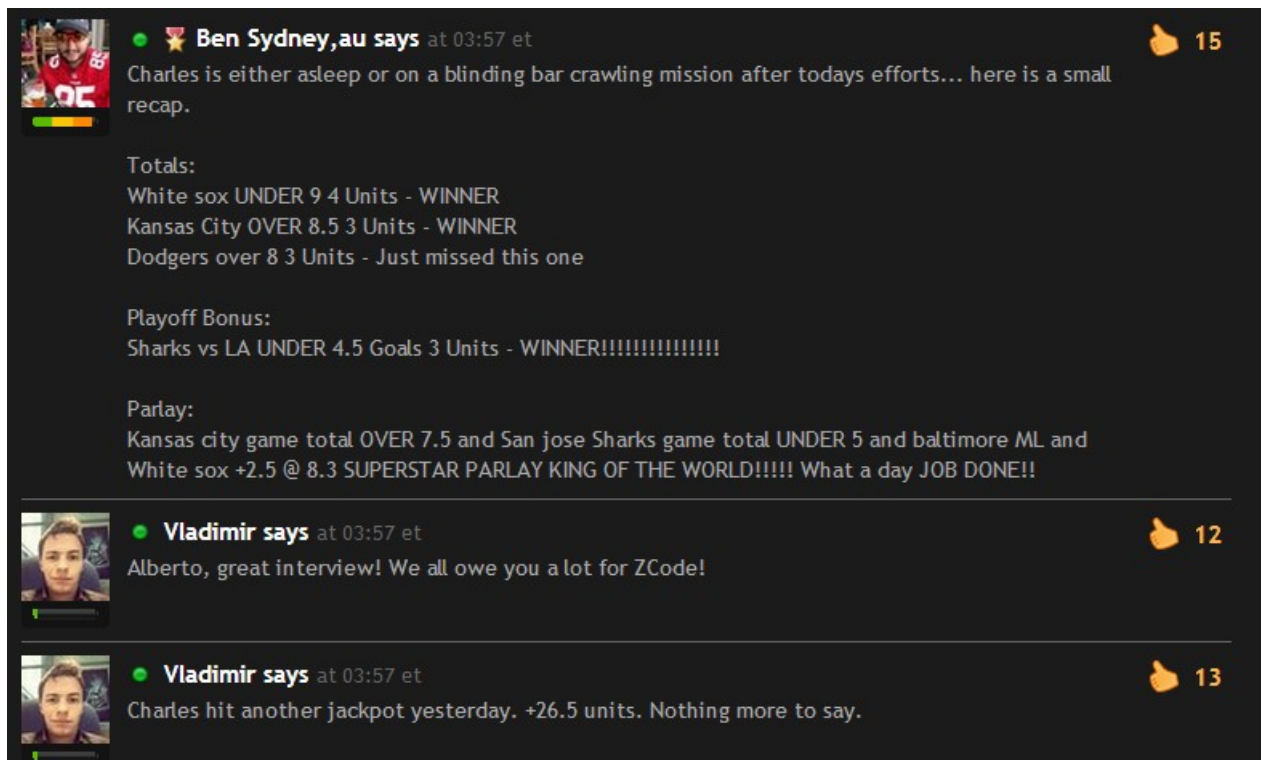 Ben Sydney,au says at 03:57 et
15
Charles is either asleep or on a blinding bar crawling mission after todays efforts... here is a small
recap.
Totals:
White sox UNDER 9 4 Units - WINNER
Kansas City OVER 8.5 3 Units - WINNER
Dodgers over 8 3 Units - Just missed this one
Playoff Bonus:
Sharks vs LA UNDER 4.5 Goals 3 Units - WINNER!!!!!!!!!!!!!!!
Parlay:
Kansas city game total OVER 7.5 and San jose Sharks game total UNDER 5 and baltimore ML and
White sox +2.5 @ 8.3 SUPERSTAR PARLAY KING OF THE WORLD!!!!! What a day JOB DONE!!
Vladimir says at 03:57 et
12
Alberto, great interview! We all owe you a lot for ZCode!
Vladimir says at 03:57 et
13
Charles hit another jackpot yesterday. +26.5 units. Nothing more to say.